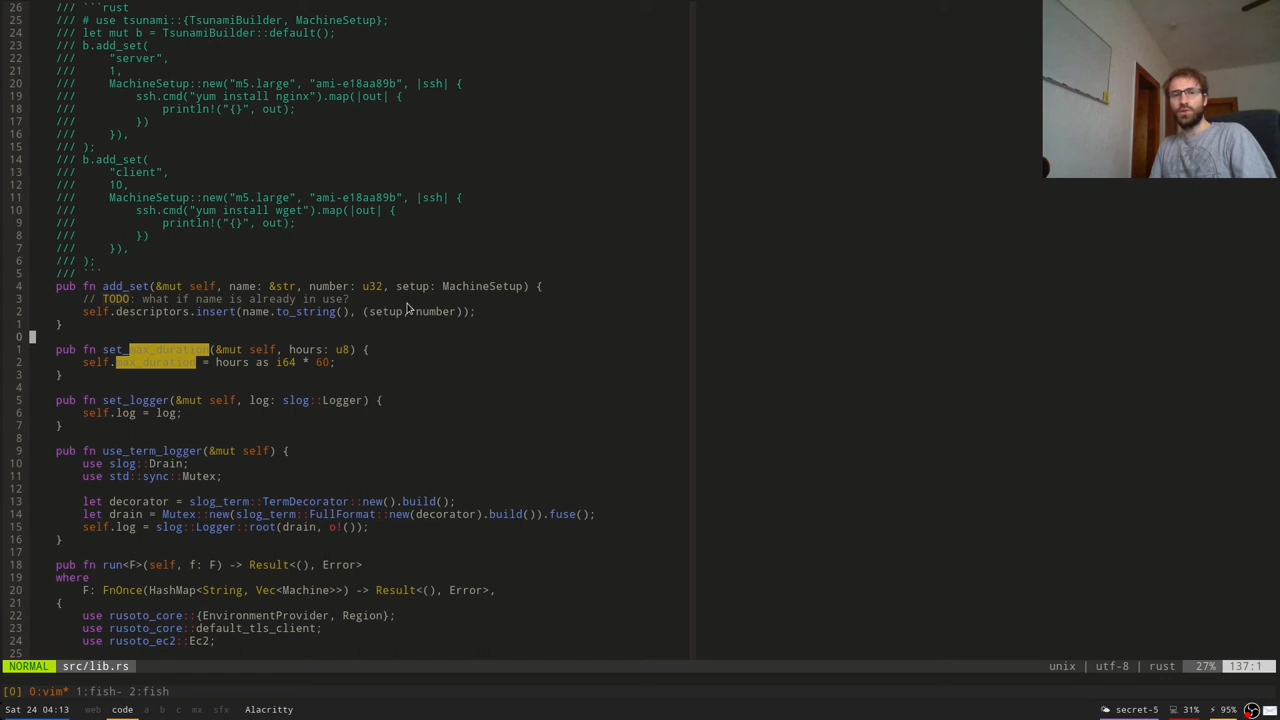 26 /// ```rust
25 /// # use tsunami::{TsunamiBuilder, MachineSetup};
24 /// let mut b = TsunamiBuilder::default();
23 /// b.add_set(
22 ///     "server",
21 ///     1,
20 ///     MachineSetup::new("m5.large", "ami-e18aa89b", |ssh| {
19 ///         ssh.cmd("yum install nginx").map(|out| {
18 ///             println!("{}", out);
17 ///         })
16 ///     }),
15 /// );
14 /// b.add_set(
13 ///     "client",
12 ///     10,
11 ///     MachineSetup::new("m5.large", "ami-e18aa89b", |ssh| {
10 ///         ssh.cmd("yum install wget").map(|out| {
9 ///             println!("{}", out);
8 ///         })
7 ///     }),
6 /// );
5 /// ```
4 pub fn add_set(&mut self, name: &str, number: u32, setup: MachineSetup) {
3     // TODO: what if name is already in use?
2     self.descriptors.insert(name.to_string(), (setup, number));
1 }
0
1 pub fn set_max_duration(&mut self, hours: u8) {
2     self.max_duration = hours as i64 * 60;
3 }
4
5 pub fn set_logger(&mut self, log: slog::Logger) {
6     self.log = log;
7 }
8
9 pub fn use_term_logger(&mut self) {
10     use slog::Drain;
11     use std::sync::Mutex;
12
13     let decorator = slog_term::TermDecorator::new().build();
14     let drain = Mutex::new(slog_term::FullFormat::new(decorator).build()).fuse();
15     self.log = slog::Logger::root(drain, o!());
16 }
17
18 pub fn run<F>(self, f: F) -> Result<(), Error>
19 where
20     F: FnOnce(HashMap<String, Vec<Machine>>) -> Result<(), Error>,
21 {
22     use rusoto_core::{EnvironmentProvider, Region};
23     use rusoto_core::default_tls_client;
24     use rusoto_ec2::Ec2;
25
NORMAL src/lib.rs unix | utf-8 | rust 27% 137:1
[0] 0:vim* 1:fish- 2:fish
Sat 24 04:13 web code a b c mx sfx Alacritty secret-5 31% 95%